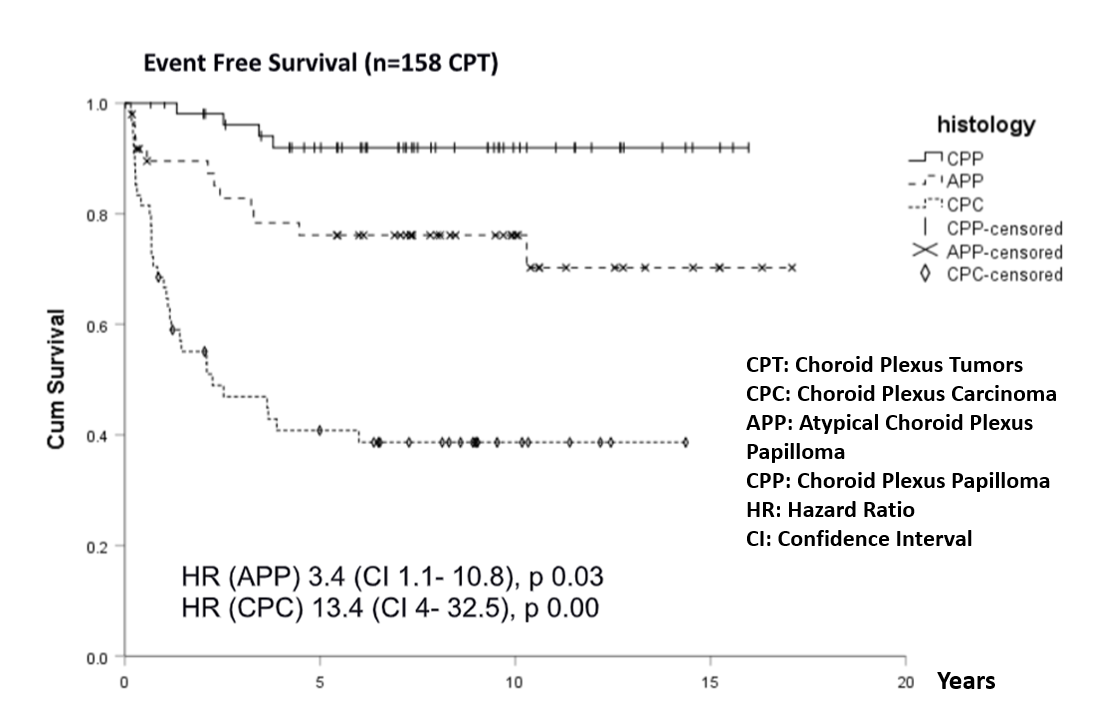 Event Free Survival (n=158 CPT)
1.0
0.8
0.6
0.4
0.2
0.0
Cum Survival
0
5
10
15
20
Years
histology
CPP
APP
CPC
CPP-censored
APP-censored
CPC-censored
CPT: Choroid Plexus Tumors
CPC: Choroid Plexus Carcinoma
APP: Atypical Choroid Plexus
Papilloma
CPP: Choroid Plexus Papilloma
HR: Hazard Ratio
CI: Confidence Interval
HR (APP) 3.4 (CI 1.1- 10.8), p 0.03
HR (CPC) 13.4 (CI 4- 32.5), p 0.00